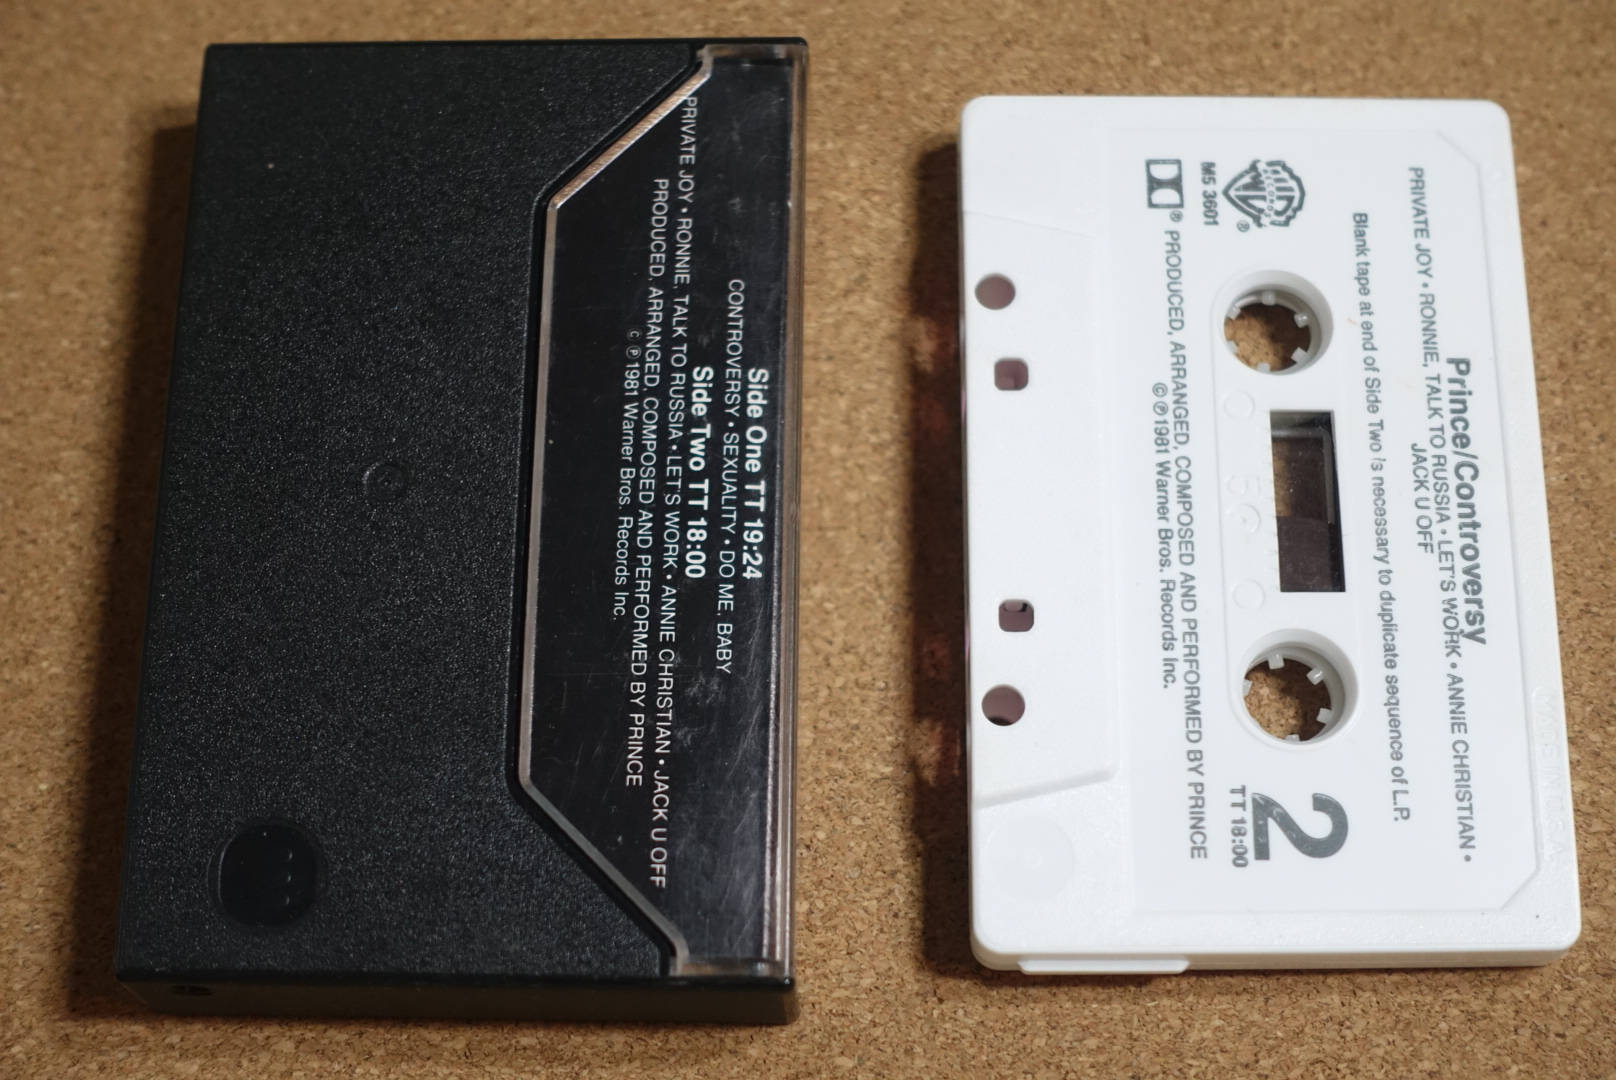 Side One TT 19:24
CONTROVERSY • SEXUALITY • DO ME, BABY
Side Two TT 18:00
PRIVATE JOY • RONNIE, TALK TO RUSSIA • LET'S WORK • ANNIE CHRISTIAN • JACK U OFF
PRODUCED, ARRANGED, COMPOSED AND PERFORMED BY PRINCE
© ℗ 1981 Warner Bros. Records Inc.
Prince/Controversy
PRIVATE JOY • RONNIE, TALK TO RUSSIA • LET'S WORK • ANNIE CHRISTIAN •
JACK U OFF
Blank tape at end of Side Two is necessary to duplicate sequence of L.P.
RECORDS
®
M5 3601
2
TT 18:00
® PRODUCED, ARRANGED, COMPOSED AND PERFORMED BY PRINCE
© ℗ 1981 Warner Bros. Records Inc.